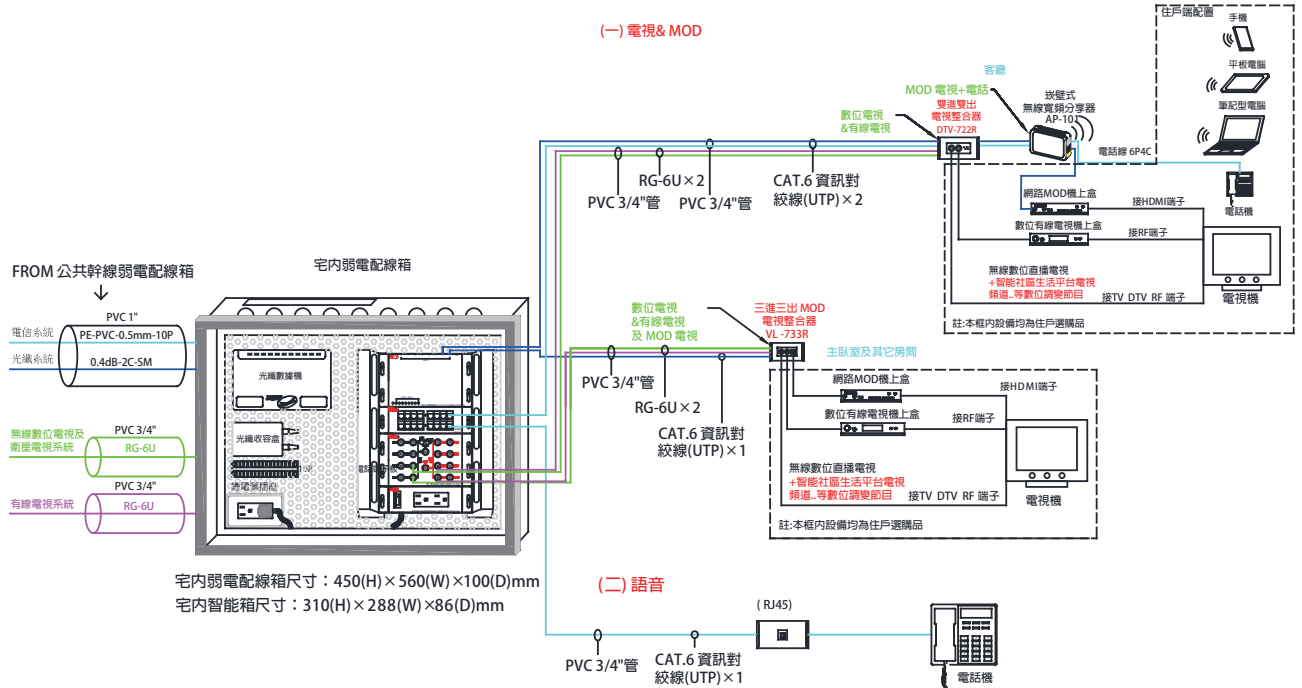 (一) 電視& MOD
住戶端配置
手機
平板電腦
筆記型電腦
客廳
MOD 電視+電話
崁壁式
無線寬頻分享器
AP-101
數位電視
&有線電視
雙進雙出
電視整合器
DTV-722R
電話線 6P4C
電話機
RG-6U×2
PVC 3/4"管
PVC 3/4"管
CAT.6 資訊對
絞線(UTP)×2
網路MOD機上盒
接HDMI端子
數位有線電視機上盒
接RF端子
無線數位直播電視
+智能社區生活平台電視
頻道..等數位調變節目
接TV DTV RF 端子
電視機
註:本框內設備均為住戶選購品
FROM 公共幹線弱電配線箱
宅內弱電配線箱
電信系統
PVC 1"
PE-PVC-0.5mm-10P
光纖系統
0.4dB-2C-SM
無線數位電視及
衛星電視系統
PVC 3/4"
RG-6U
有線電視系統
PVC 3/4"
RG-6U
光纖數據機
光纖收容盒
10P
數位電視
&有線電視
及 MOD 電視
三進三出 MOD
電視整合器
VL -733R
主臥室及其它房間
PVC 3/4"管
RG-6U×2
CAT.6 資訊對
絞線(UTP)×1
網路MOD機上盒
接HDMI端子
數位有線電視機上盒
接RF端子
無線數位直播電視
+智能社區生活平台電視
頻道..等數位調變節目
接TV DTV RF 端子
電視機
註:本框內設備均為住戶選購品
宅內弱電配線箱尺寸：450(H)×560(W)×100(D)mm
宅內智能箱尺寸：310(H)×288(W)×86(D)mm
(二) 語音
( RJ45)
PVC 3/4"管
CAT.6 資訊對
絞線(UTP)×1
電話機